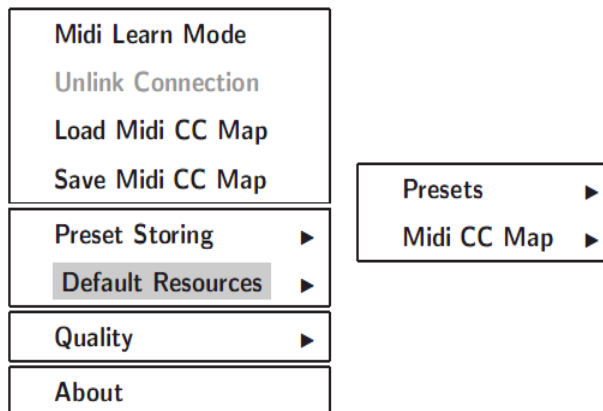 Midi Learn Mode
Unlink Connection
Load Midi CC Map
Save Midi CC Map
Preset Storing ▶
Default Resources ▶
Quality ▶
About
Presets ▶
Midi CC Map ▶